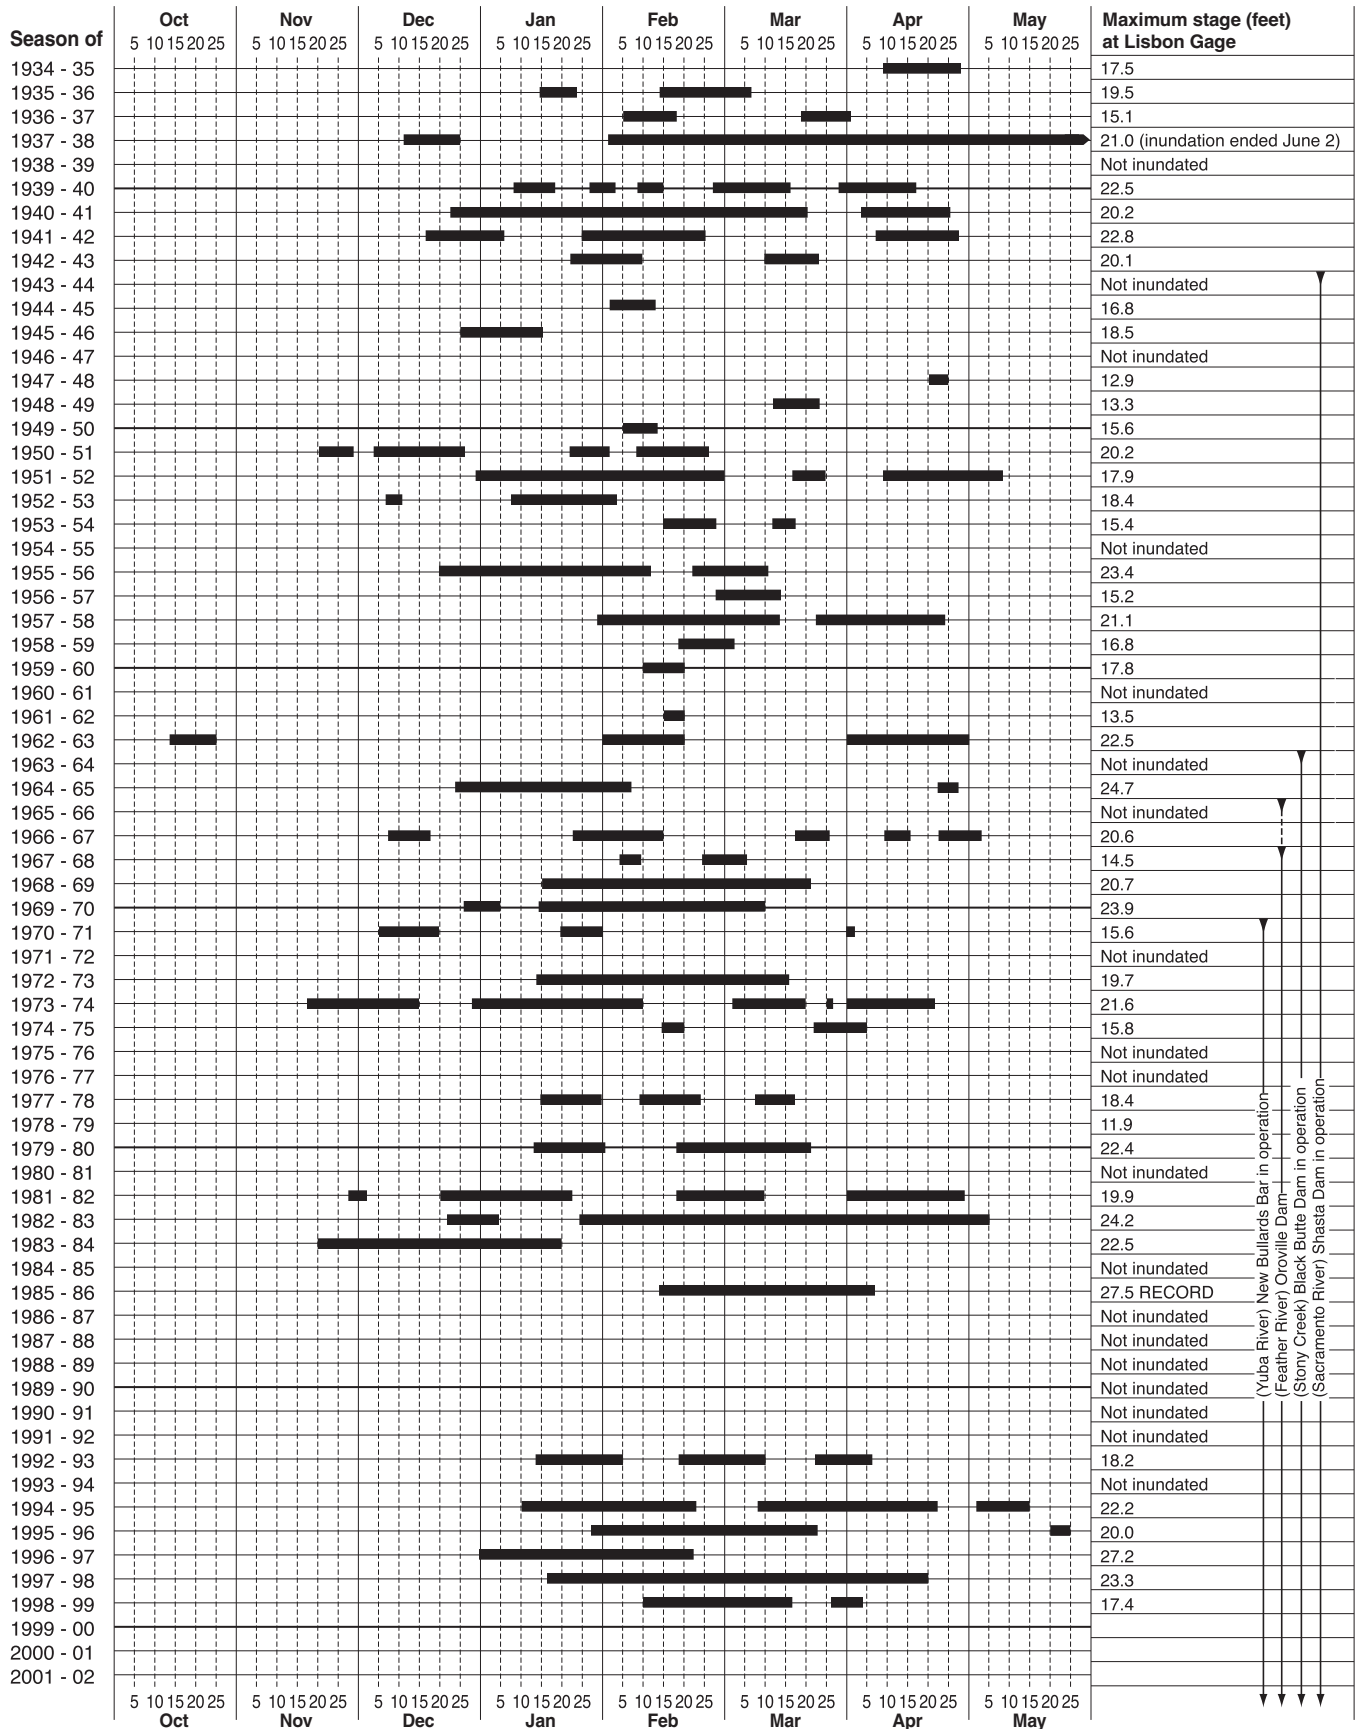 Oct Nov Dec Jan Feb Mar Apr May Maximum stage (feet)
Season of 5 10 15 20 25 5 10 15 20 25 5 10 15 20 25 5 10 15 20 25 5 10 15 20 25 5 10 15 20 25 5 10 15 20 25 5 10 15 20 25 at Lisbon Gage
1934 - 35 17.5
1935 - 36 19.5
1936 - 37 15.1
1937 - 38 21.0 (inundation ended June 2)
1938 - 39 Not inundated
1939 - 40 22.5
1940 - 41 20.2
1941 - 42 22.8
1942 - 43 20.1
1943 - 44 Not inundated
1944 - 45 16.8
1945 - 46 18.5
1946 - 47 Not inundated
1947 - 48 12.9
1948 - 49 13.3
1949 - 50 15.6
1950 - 51 20.2
1951 - 52 17.9
1952 - 53 18.4
1953 - 54 15.4
1954 - 55 Not inundated
1955 - 56 23.4
1956 - 57 15.2
1957 - 58 21.1
1958 - 59 16.8
1959 - 60 17.8
1960 - 61 Not inundated
1961 - 62 13.5
1962 - 63 22.5
1963 - 64 Not inundated
1964 - 65 24.7
1965 - 66 Not inundated
1966 - 67 20.6
1967 - 68 14.5
1968 - 69 20.7
1969 - 70 23.9
1970 - 71 15.6
1971 - 72 Not inundated
1972 - 73 19.7
1973 - 74 21.6
1974 - 75 15.8
1975 - 76 Not inundated
1976 - 77 Not inundated
1977 - 78 18.4
1978 - 79 11.9
1979 - 80 22.4
1980 - 81 Not inundated
1981 - 82 19.9
1982 - 83 24.2
1983 - 84 22.5
1984 - 85 Not inundated
1985 - 86 27.5 RECORD
1986 - 87 Not inundated
1987 - 88 Not inundated
1988 - 89 Not inundated
1989 - 90 Not inundated
1990 - 91 Not inundated
1991 - 92 Not inundated
1992 - 93 18.2
1993 - 94 Not inundated
1994 - 95 22.2
1995 - 96 20.0
1996 - 97 27.2
1997 - 98 23.3
1998 - 99 17.4
1999 - 00
2000 - 01
2001 - 02
(Yuba River) New Bullards Bar in operation
(Feather River) Oroville Dam
(Stony Creek) Black Butte Dam in operation
(Sacramento River) Shasta Dam in operation
5 10 15 20 25 5 10 15 20 25 5 10 15 20 25 5 10 15 20 25 5 10 15 20 25 5 10 15 20 25 5 10 15 20 25 5 10 15 20 25
Oct Nov Dec Jan Feb Mar Apr May